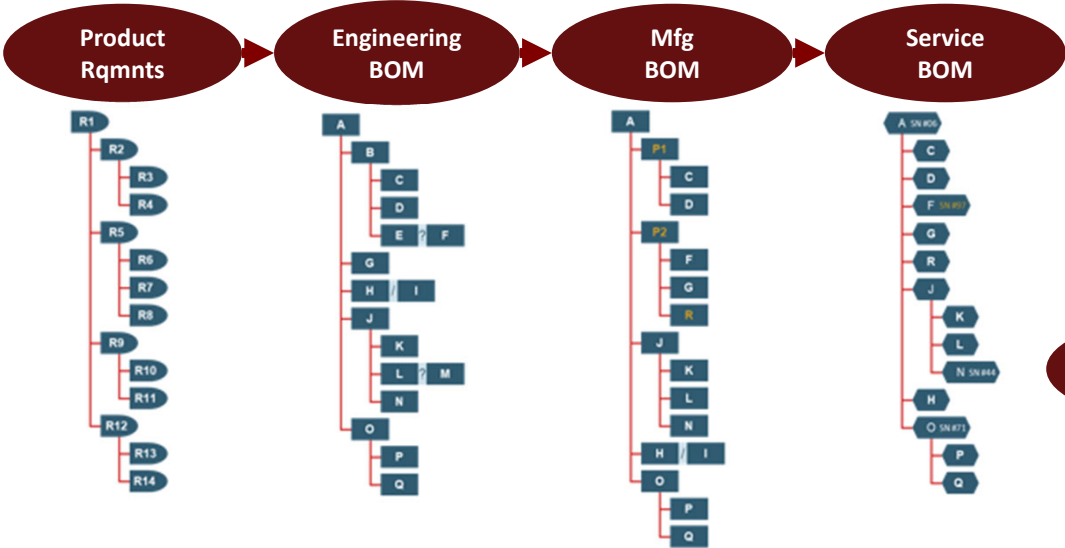 Product
Rqmnts
Engineering
BOM
Mfg
BOM
Service
BOM
R1
R2
R3
R4
R5
R6
R7
R8
R9
R10
R11
R12
R13
R14
A
B
C
D
E ? F
G
H / I
J
K
L ? M
N
O
P
Q
A
P1
C
D
P2
F
G
R
J
K
L
N
H / I
O
P
Q
A SN #06
C
D
F SN #97
G
R
J
K
L
N SN #44
H
O SN #71
P
Q